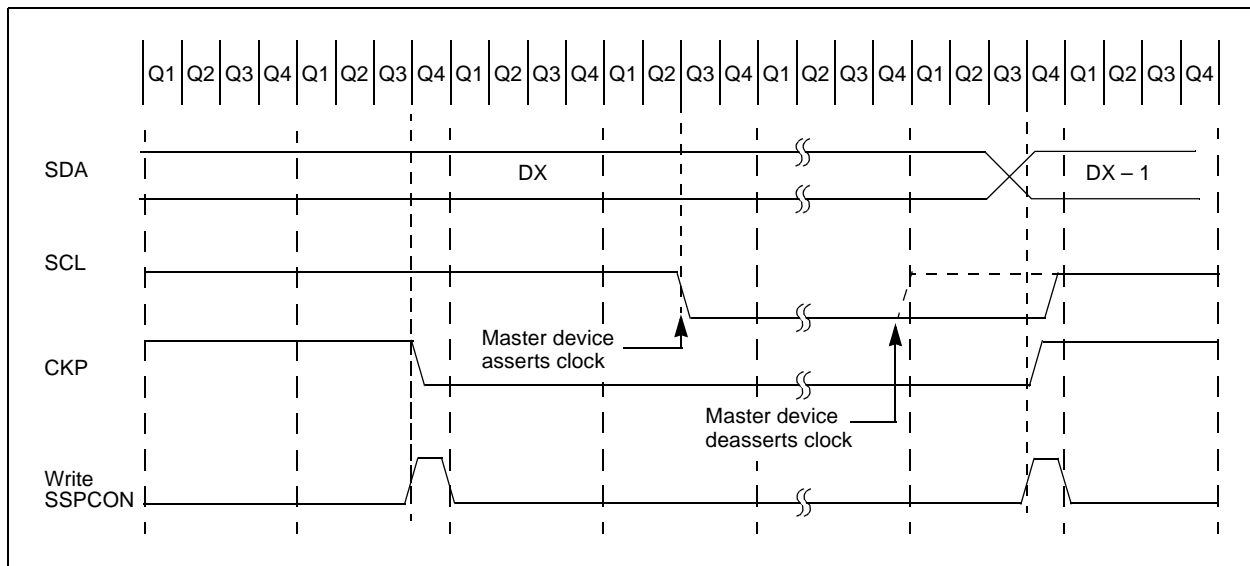 Q1 Q2 Q3 Q4 Q1 Q2 Q3 Q4 Q1 Q2 Q3 Q4 Q1 Q2 Q3 Q4 Q1 Q2 Q3 Q4 Q1 Q2 Q3 Q4 Q1 Q2 Q3 Q4
SDA
DX
DX – 1
SCL
Master device
asserts clock
CKP
Master device
deasserts clock
Write
SSPCON